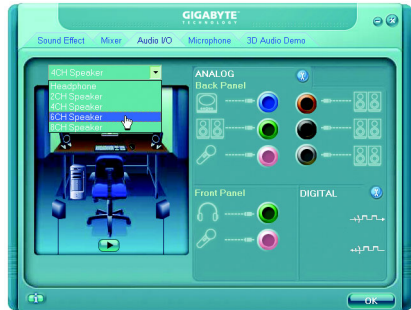 GIGABYTE
TECHNOLOGY
Sound Effect Mixer Audio I/O Microphone 3D Audio Demo
4CH Speaker
Headphone
2CH Speaker
4CH Speaker
6CH Speaker
8CH Speaker
ANALOG
Back Panel
Front Panel
DIGITAL
OK